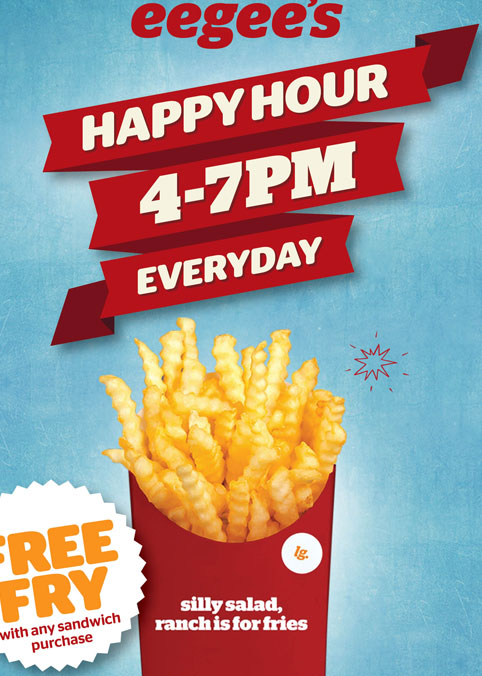 eegee's
HAPPY HOUR
4-7PM
EVERYDAY
lg.
FREE
FRY
with any sandwich
purchase
silly salad,
ranch is for fries